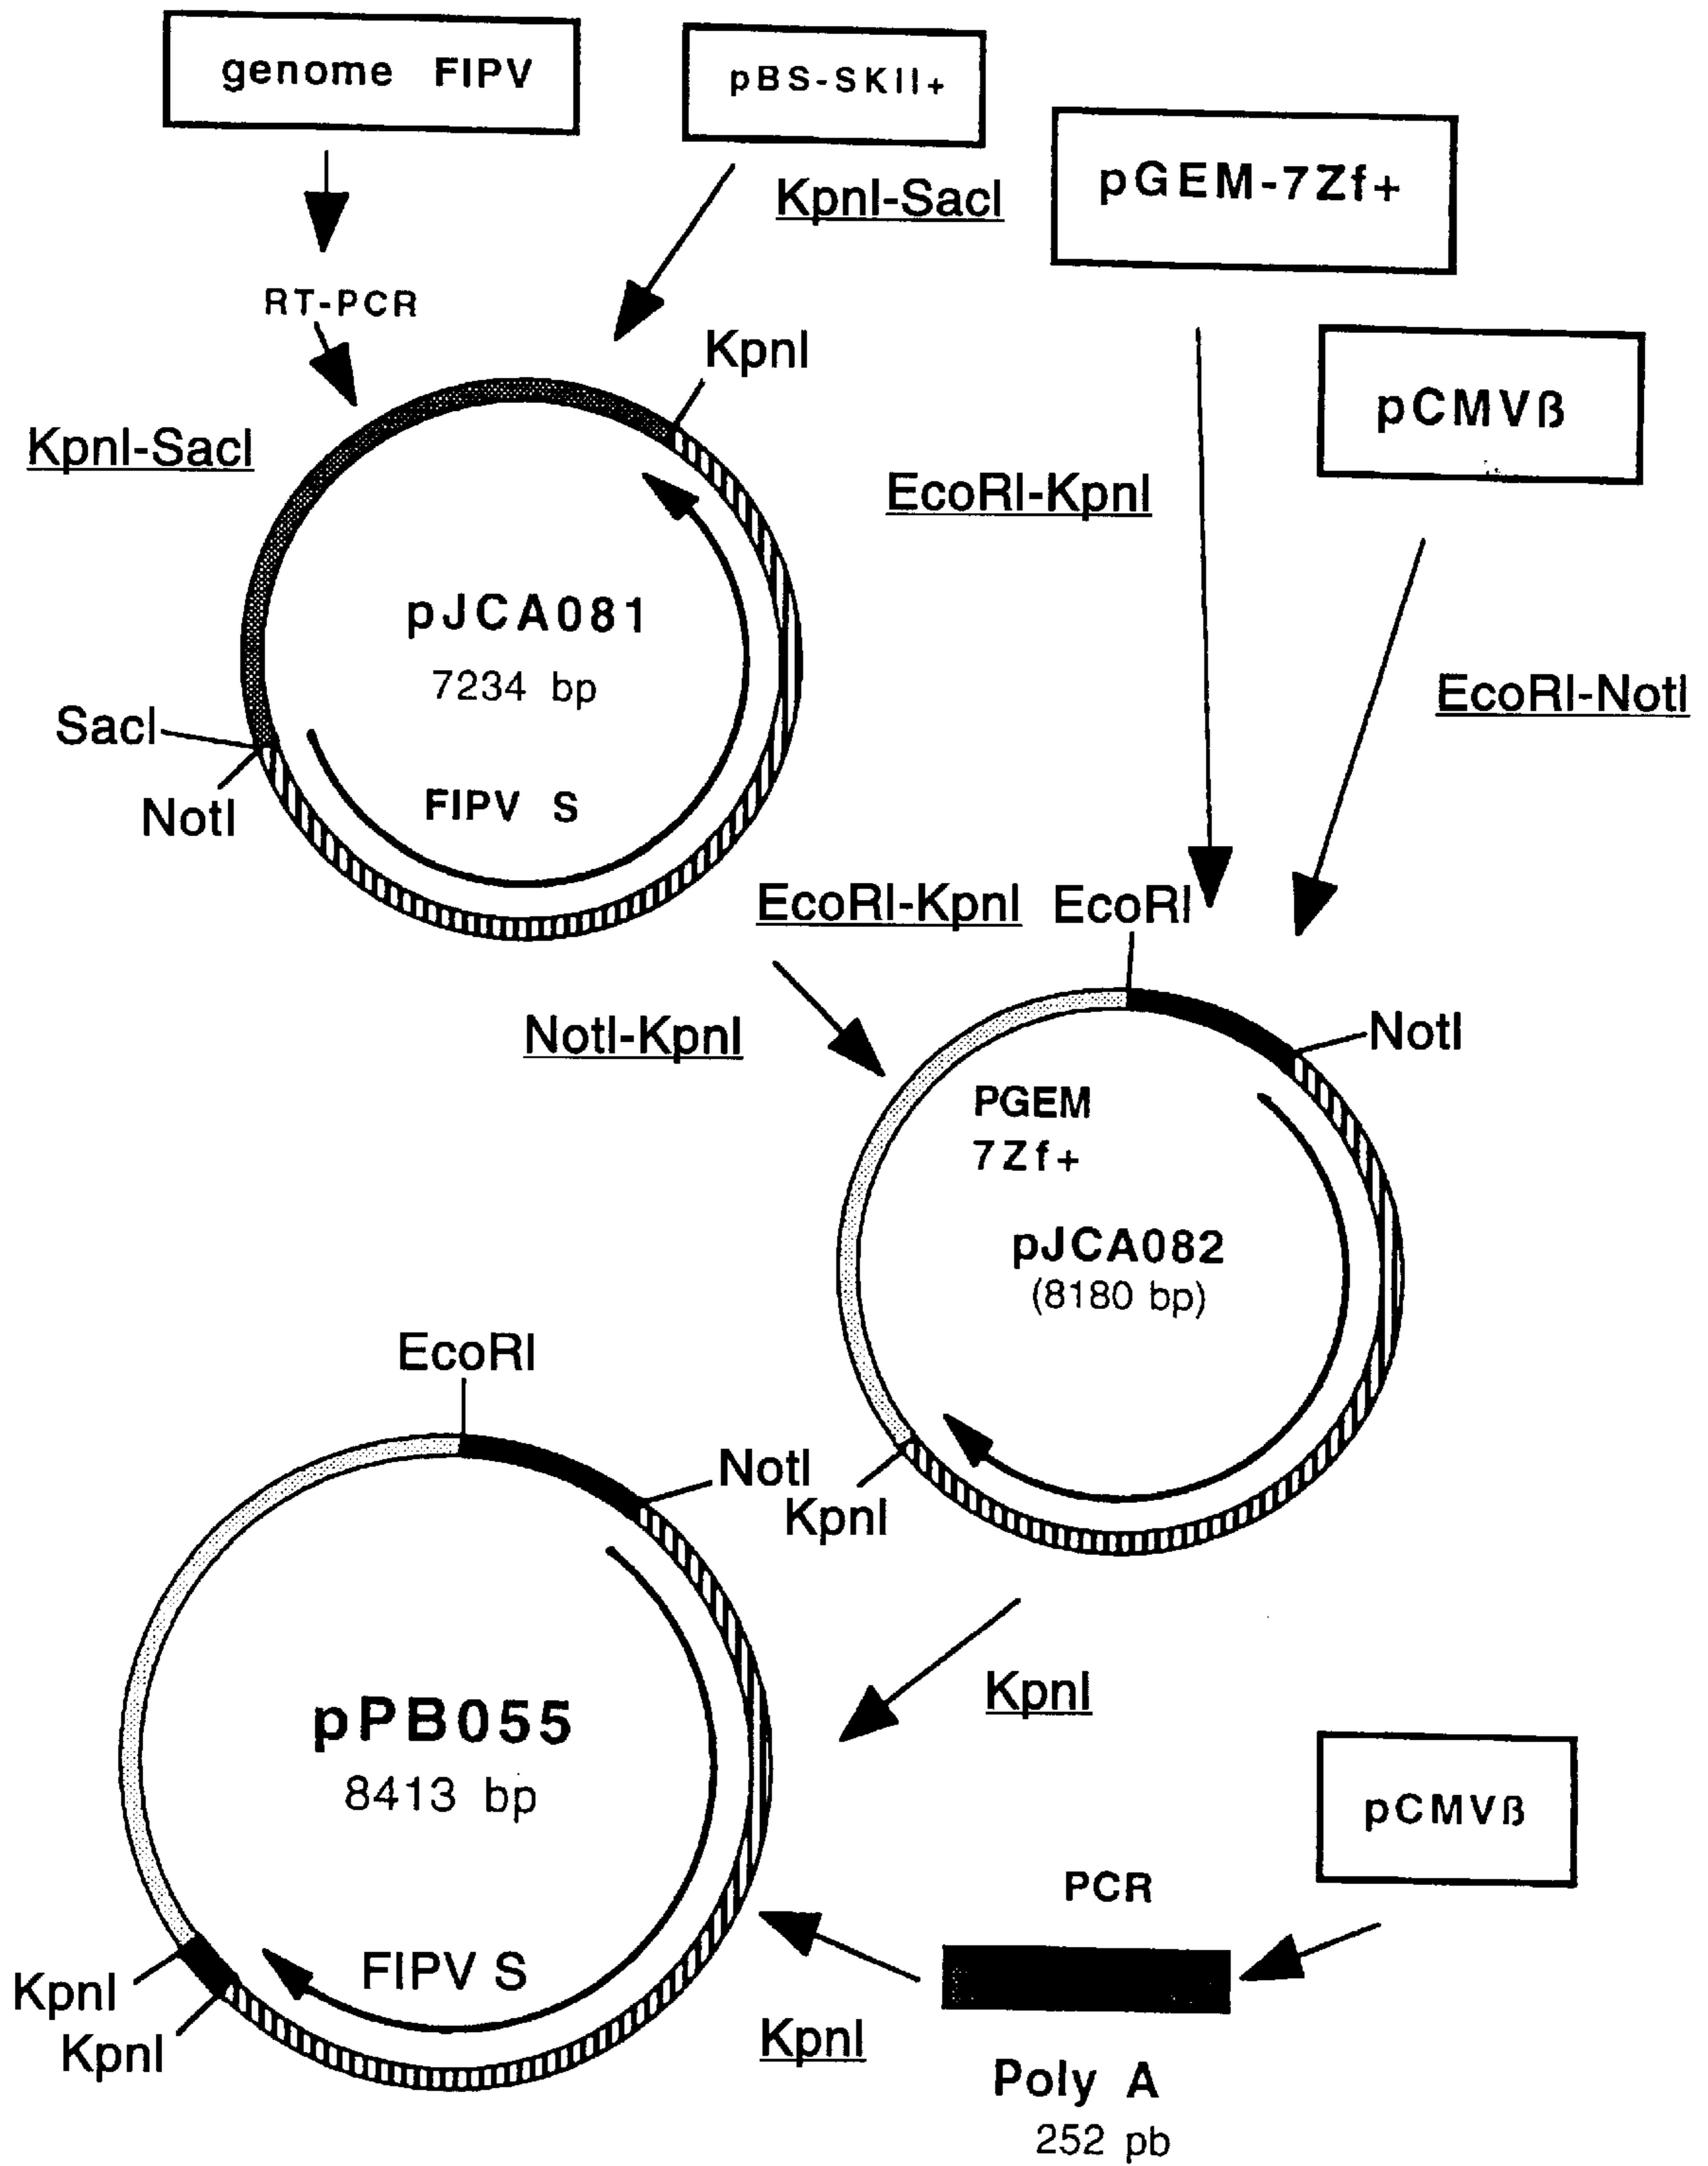 genome FIPV
pBS-SKII+
pGEM-7Zf+
KpnI-SacI
RT-PCR
KpnI
pCMVß
KpnI-SacI
EcoRI-KpnI
pJCA081
7234 bp
EcoRI-NotI
SacI
NotI
FIPV S
EcoRI-KpnI
EcoRI
NotI-KpnI
NotI
PGEM
7Zf+
pJCA082
(8180 bp)
EcoRI
NotI
KpnI
pPB055
8413 bp
KpnI
pCMVß
PCR
FIPV S
KpnI
KpnI
KpnI
Poly A
252 pb